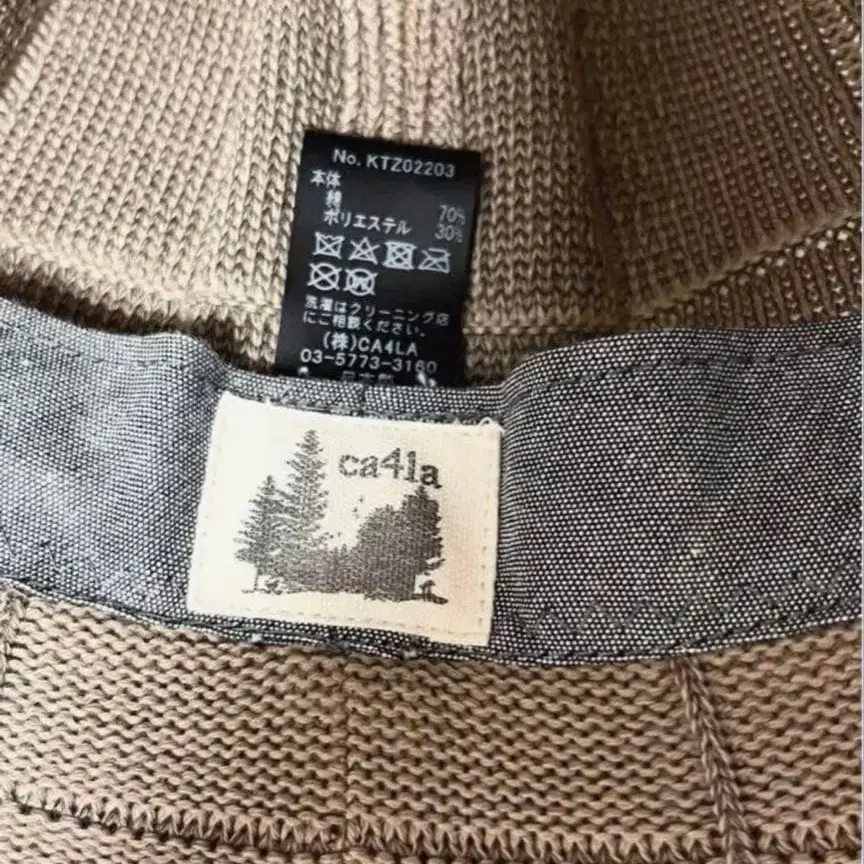 No. KTZ02203
本体
綿 70%
ポリエステル 30%
洗濯はクリーニング店
にご相談ください。
(株)CA4LA
03-5773-3160
ca4la